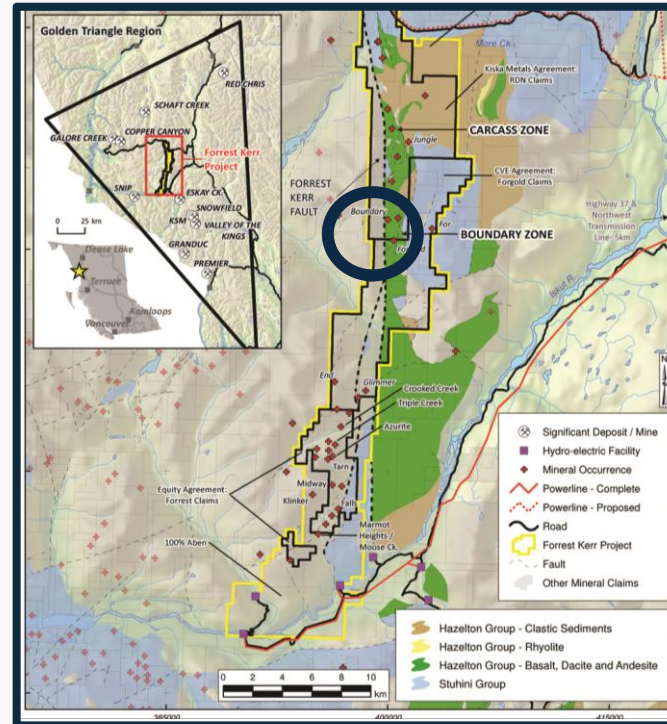 Golden Triangle Region
RED CHRIS
SCHAFT CREEK
GALORE CREEK
COPPER CANYON
Forrest Kerr
Project
SNIP
ESKAY CK.
SNOWFIELD
KSM
VALLEY OF THE
KINGS
GRANDUC
PREMIER
0 25 km
Dease Lake
Terrace
Kamloops
Vancouver
More Ck.
Kiska Metals Agreement:
RDN Claims
CARCASS ZONE
Jungle
FORREST
KERR
FAULT
CVE Agreement:
Forgold Claims
Boundary
For
BOUNDARY ZONE
Highway 37 &
Northwest
Transmission
Line- 5km
Iskut R.
End
Glimmer
Crooked Creek
Triple Creek
Azurite
Tarn
Midway
Equity Agreement:
Forrest Claims
Klinker
Falls
Marmot
Heights /
Moose Ck.
100% Aben
N
Significant Deposit / Mine
Hydro-electric Facility
Mineral Occurrence
Powerline - Complete
Powerline - Proposed
Road
Forrest Kerr Project
Fault
Other Mineral Claims
Hazelton Group - Clastic Sediments
Hazelton Group - Rhyolite
Hazelton Group - Basalt, Dacite and Andesite
Stuhini Group
0 2 4 6 8 10
km
385000
400000
415000